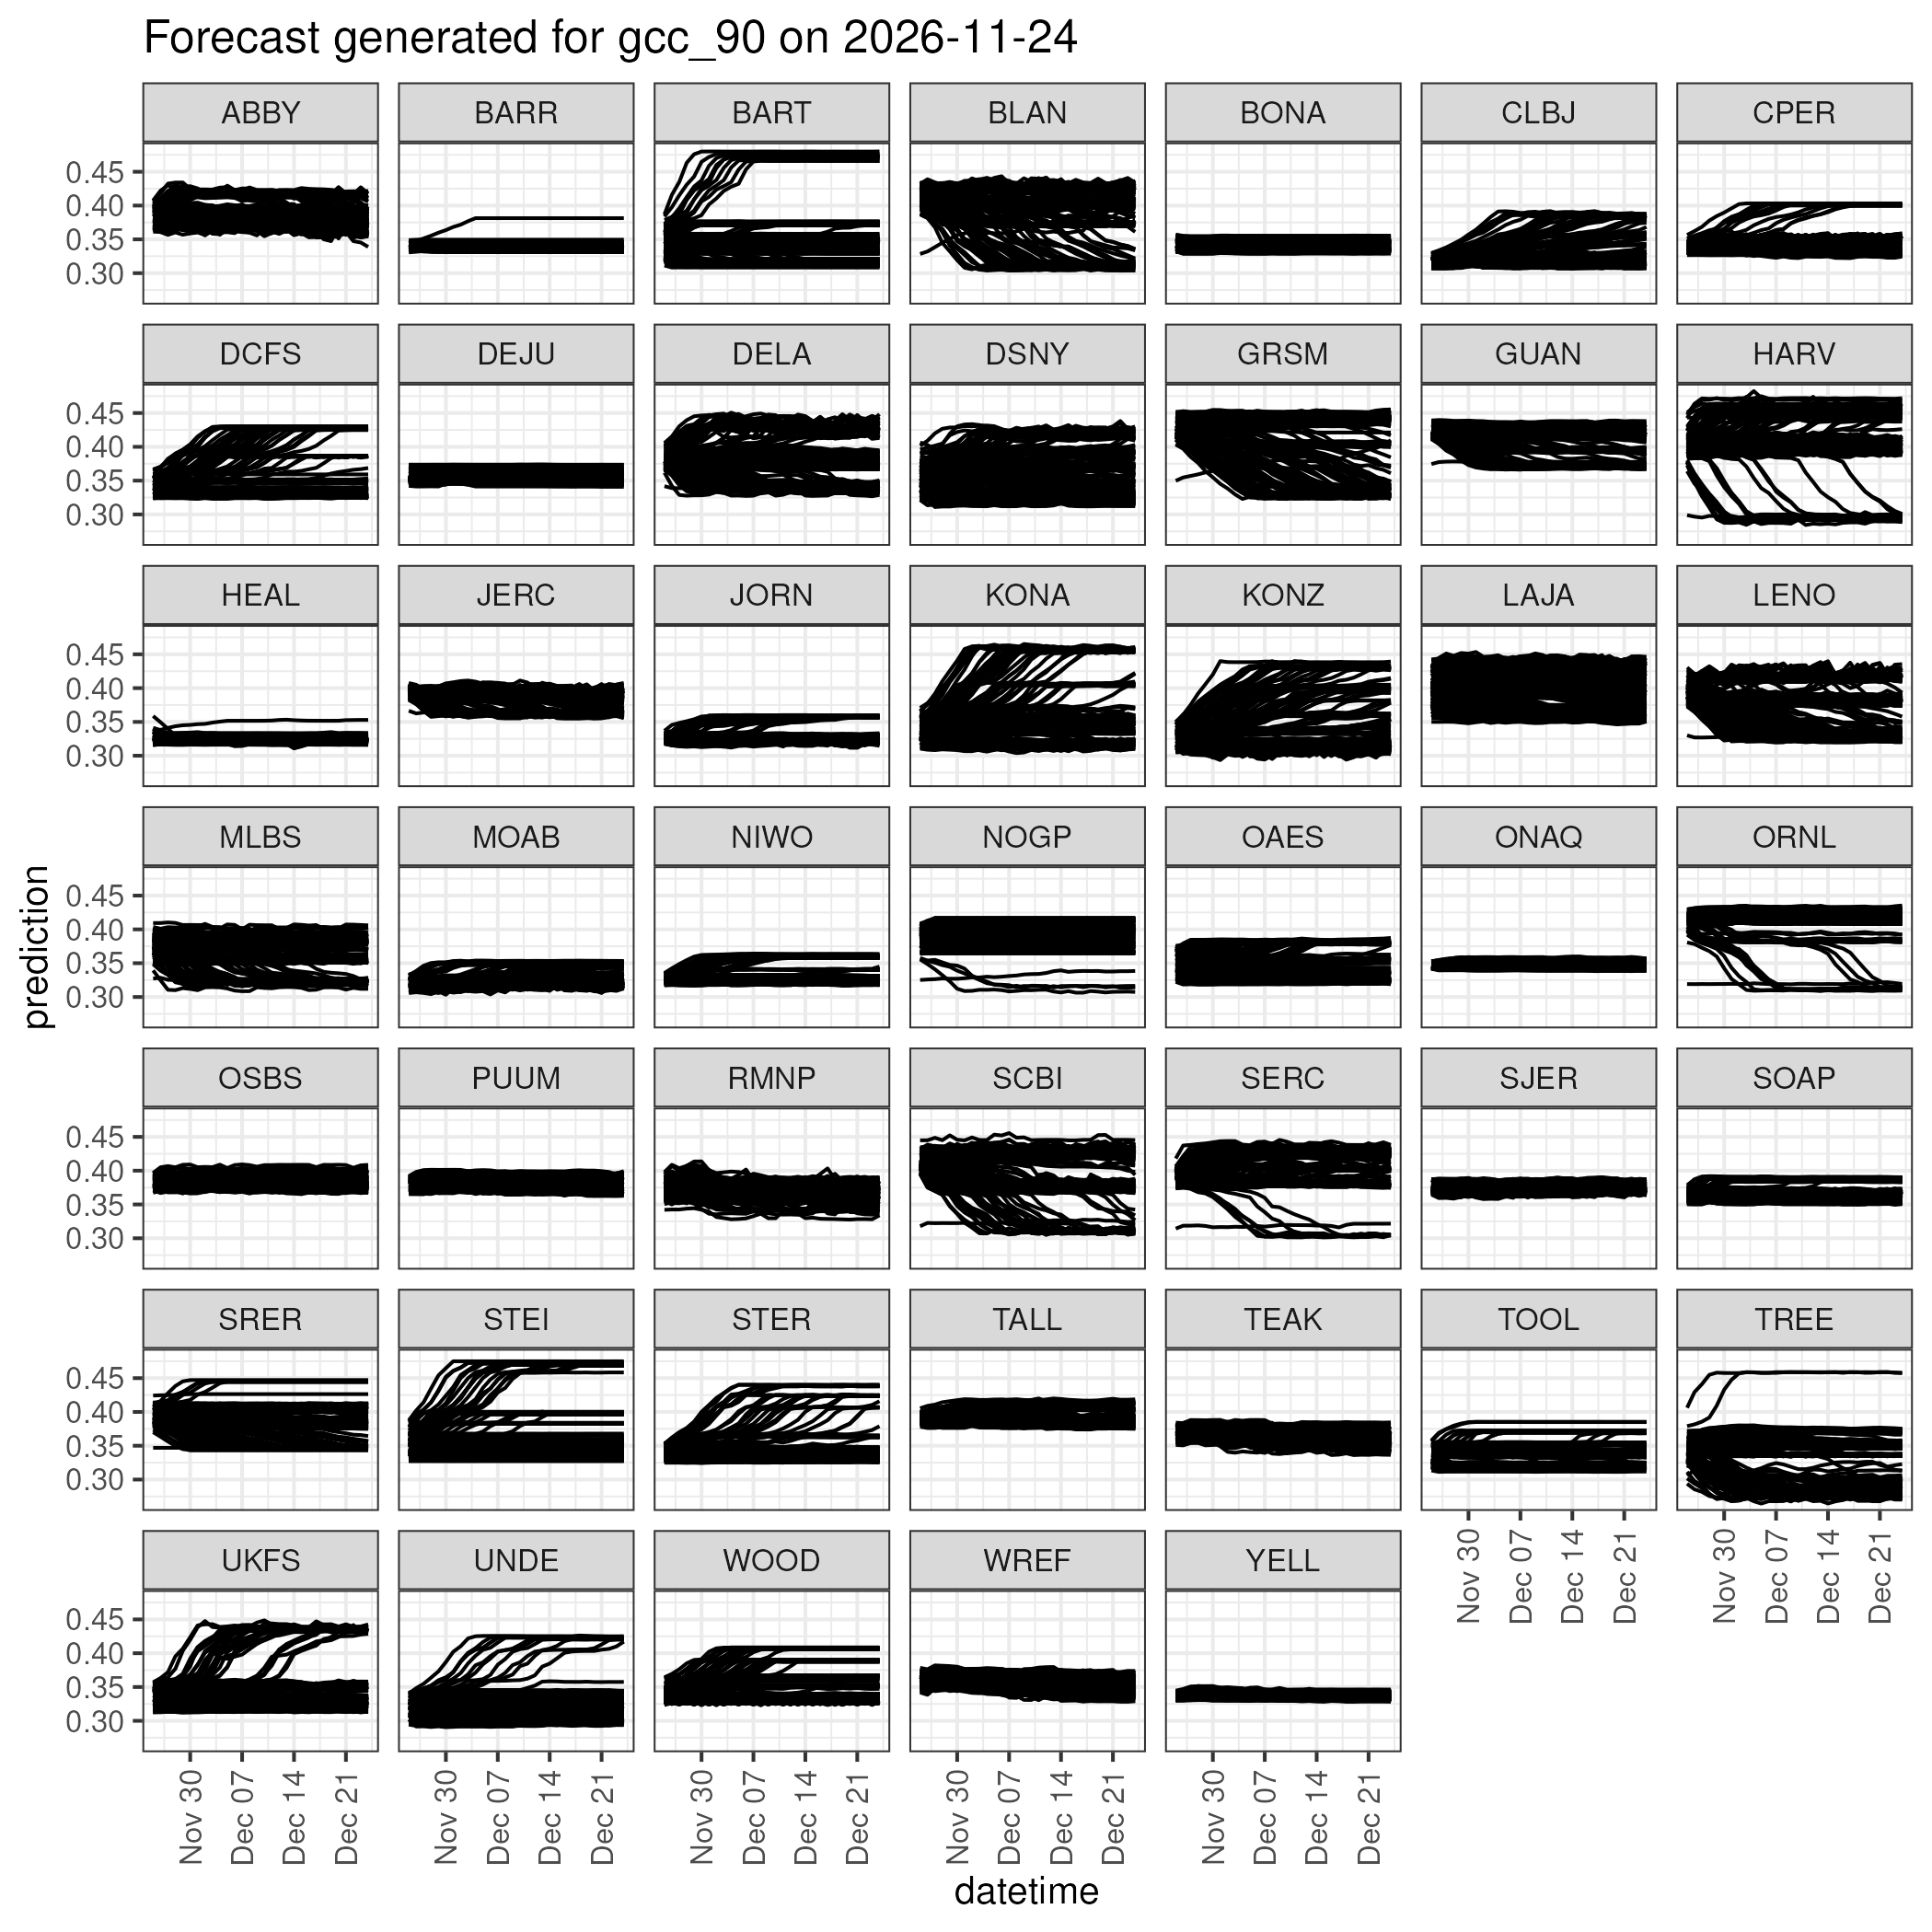 Forecast generated for gcc_90 on 2026-11-24
ABBY BARR BART BLAN BONA CLBJ CPER
0.45
0.40
0.35
0.30
DCFS DEJU DELA DSNY GRSM GUAN HARV
0.45
0.40
0.35
0.30
HEAL JERC JORN KONA KONZ LAJA LENO
0.45
0.40
0.35
0.30
MLBS MOAB NIWO NOGP OAES ONAQ ORNL
0.45
0.40
0.35
0.30
prediction
OSBS PUUM RMNP SCBI SERC SJER SOAP
0.45
0.40
0.35
0.30
SRER STEI STER TALL TEAK TOOL TREE
0.45
0.40
0.35
0.30
Nov 30 Dec 07 Dec 14 Dec 21 Nov 30 Dec 07 Dec 14 Dec 21
UKFS UNDE WOOD WREF YELL
0.45
0.40
0.35
0.30
Nov 30 Dec 07 Dec 14 Dec 21 Nov 30 Dec 07 Dec 14 Dec 21 Nov 30 Dec 07 Dec 14 Dec 21 Nov 30 Dec 07 Dec 14 Dec 21 Nov 30 Dec 07 Dec 14 Dec 21
datetime